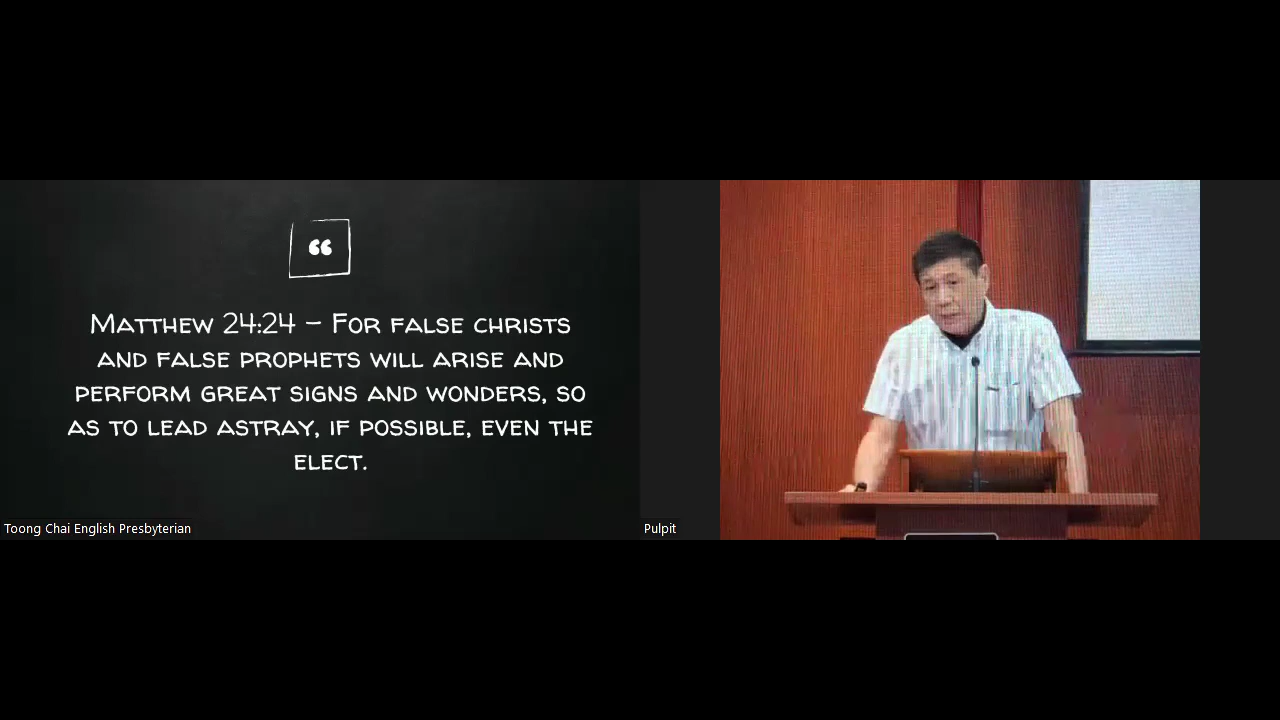 “
Matthew 24:24 – For false christs
and false prophets will arise and
perform great signs and wonders, so
as to lead astray, if possible, even the
elect.
Toong Chai English Presbyterian
Pulpit